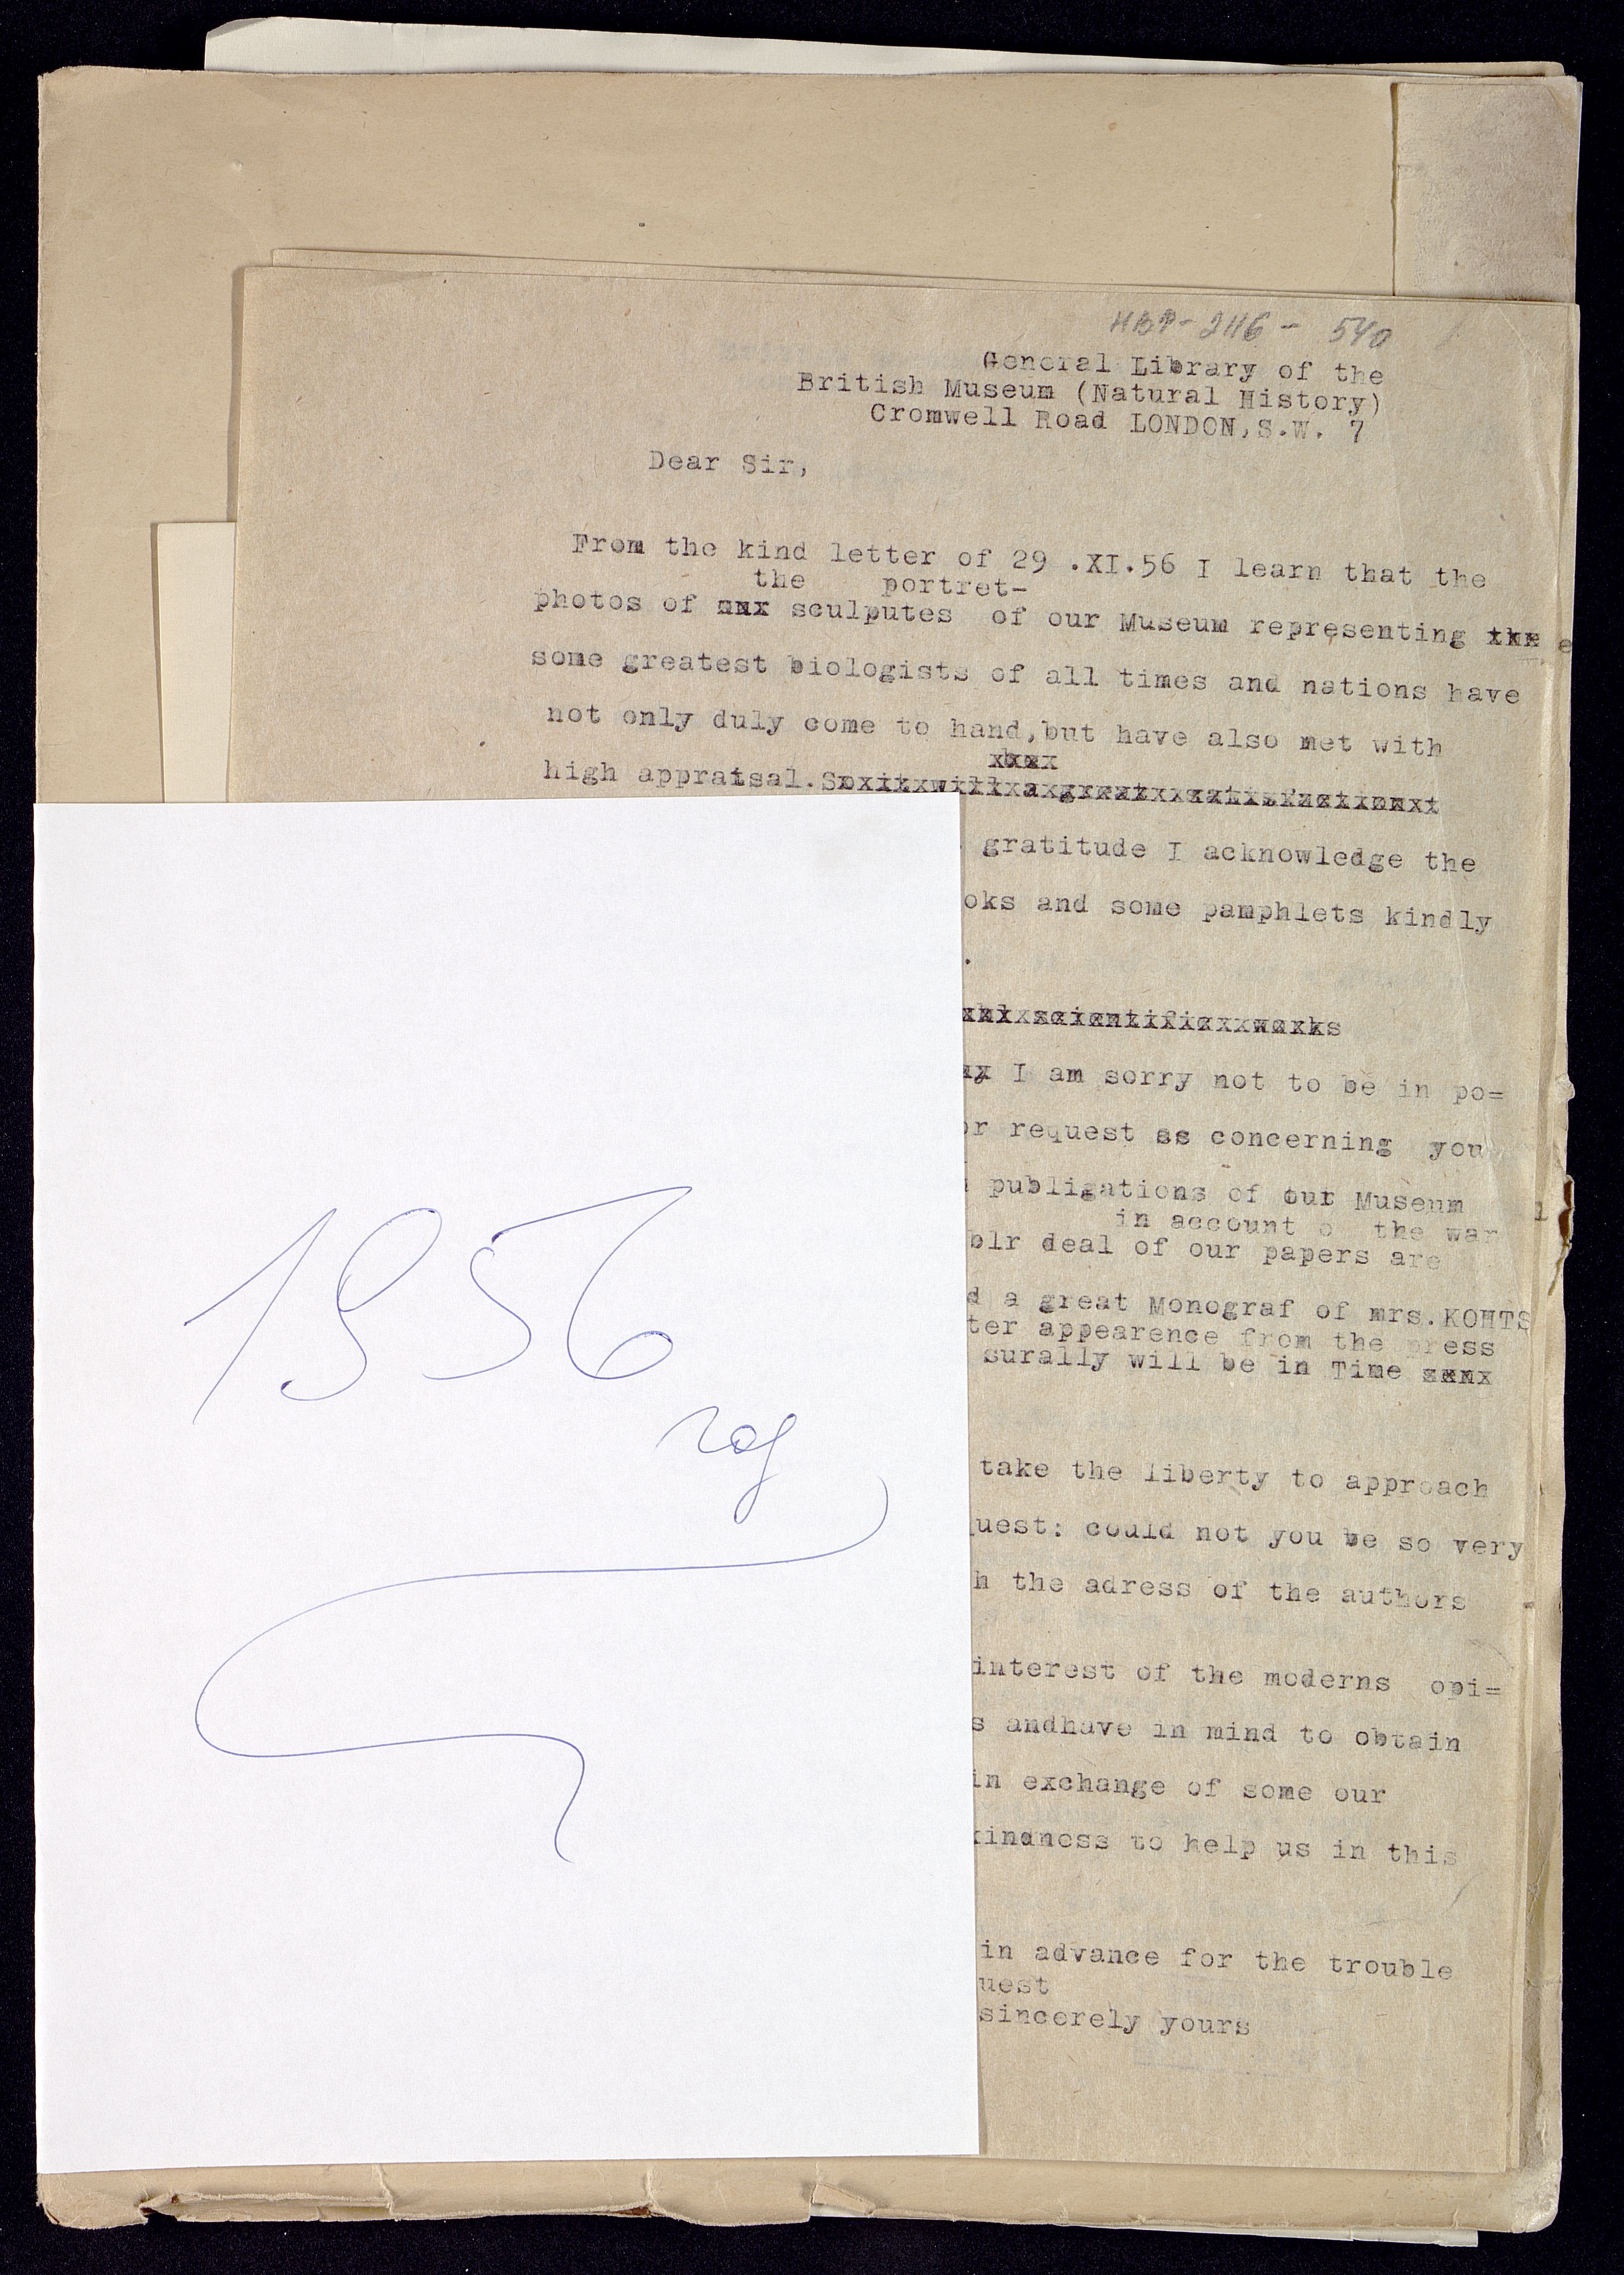 НВР-2116- 540
General Library of the
British Museum (Natural History)
Cromwell Road LONDON,S.W. 7
Dear Sir,
From the kind letter of 29 .XI.56 I learn that the
the portret-
photos of sculputes of our Museum representing
some greatest biologists of all times and nations have
not only duly come to hand,but have also met with
high appraisal.
gratitude I acknowledge the
oks and some pamphlets kindly
.
scientific works
I am sorry not to be in po=
or request ss concerning you
publigations of our Museum
in account o the war
blr deal of our papers are
d a great Monograf of mrs.KOHTS
ter appearence from the press
surally will be in Time
take the liberty to approach
uest: could not you be so very
h the adress of the authors
interest of the moderns opi=
s andhave in mind to obtain
in exchange of some our
kindness to help us in this
in advance for the trouble
uest
sincerely yours
1956
год